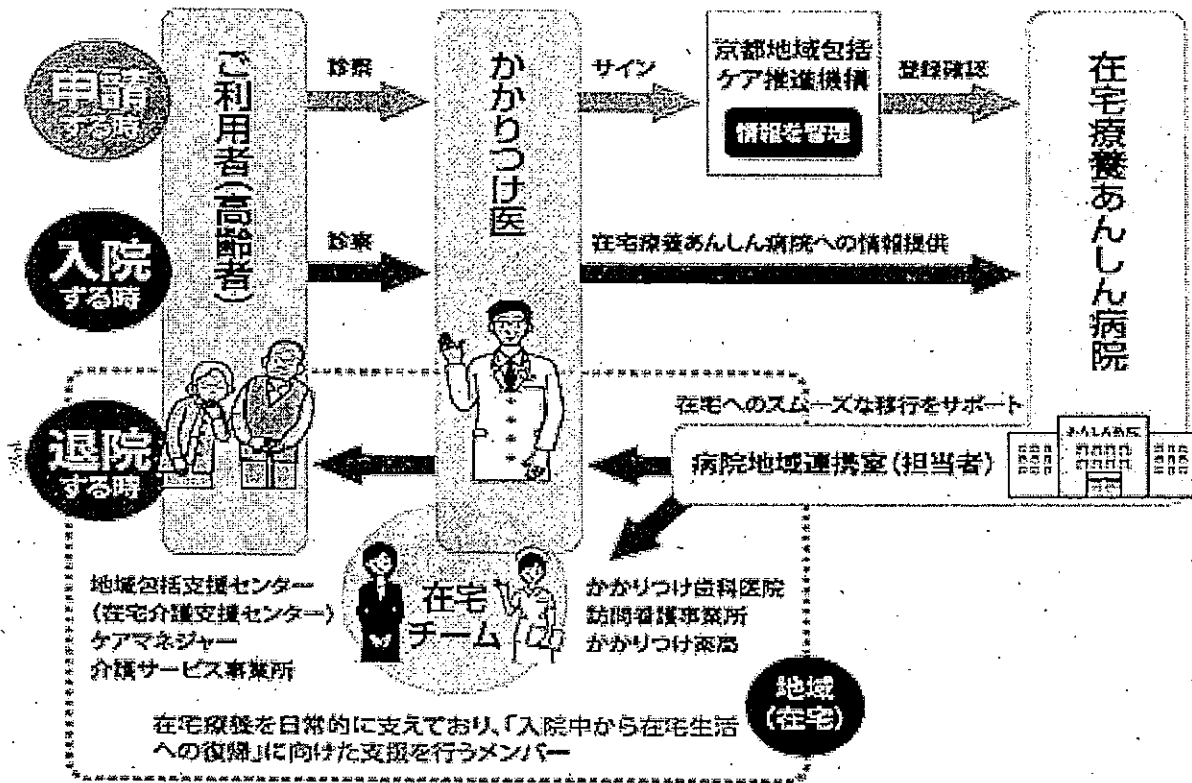 申請
する時
ご利用者(高齢者)
診察
かかりつけ医
サイン
京都地域包括
ケア推進機構
情報を管理
登録確認
在宅療養あんしん病院
入院
する時
診察
在宅療養あんしん病院への情報提供
退院
する時
在宅へのスムーズな移行をサポート
病院地域連携室(担当者)
地域包括支援センター
(在宅介護支援センター)
ケアマネジャー
介護サービス事業所
在宅
チーム
かかりつけ歯科医院
訪問看護事業所
かかりつけ薬局
地域
(在宅)
在宅療養を日常的に支えており、「入院中から在宅生活
への復帰」に向けた支援を行うメンバー